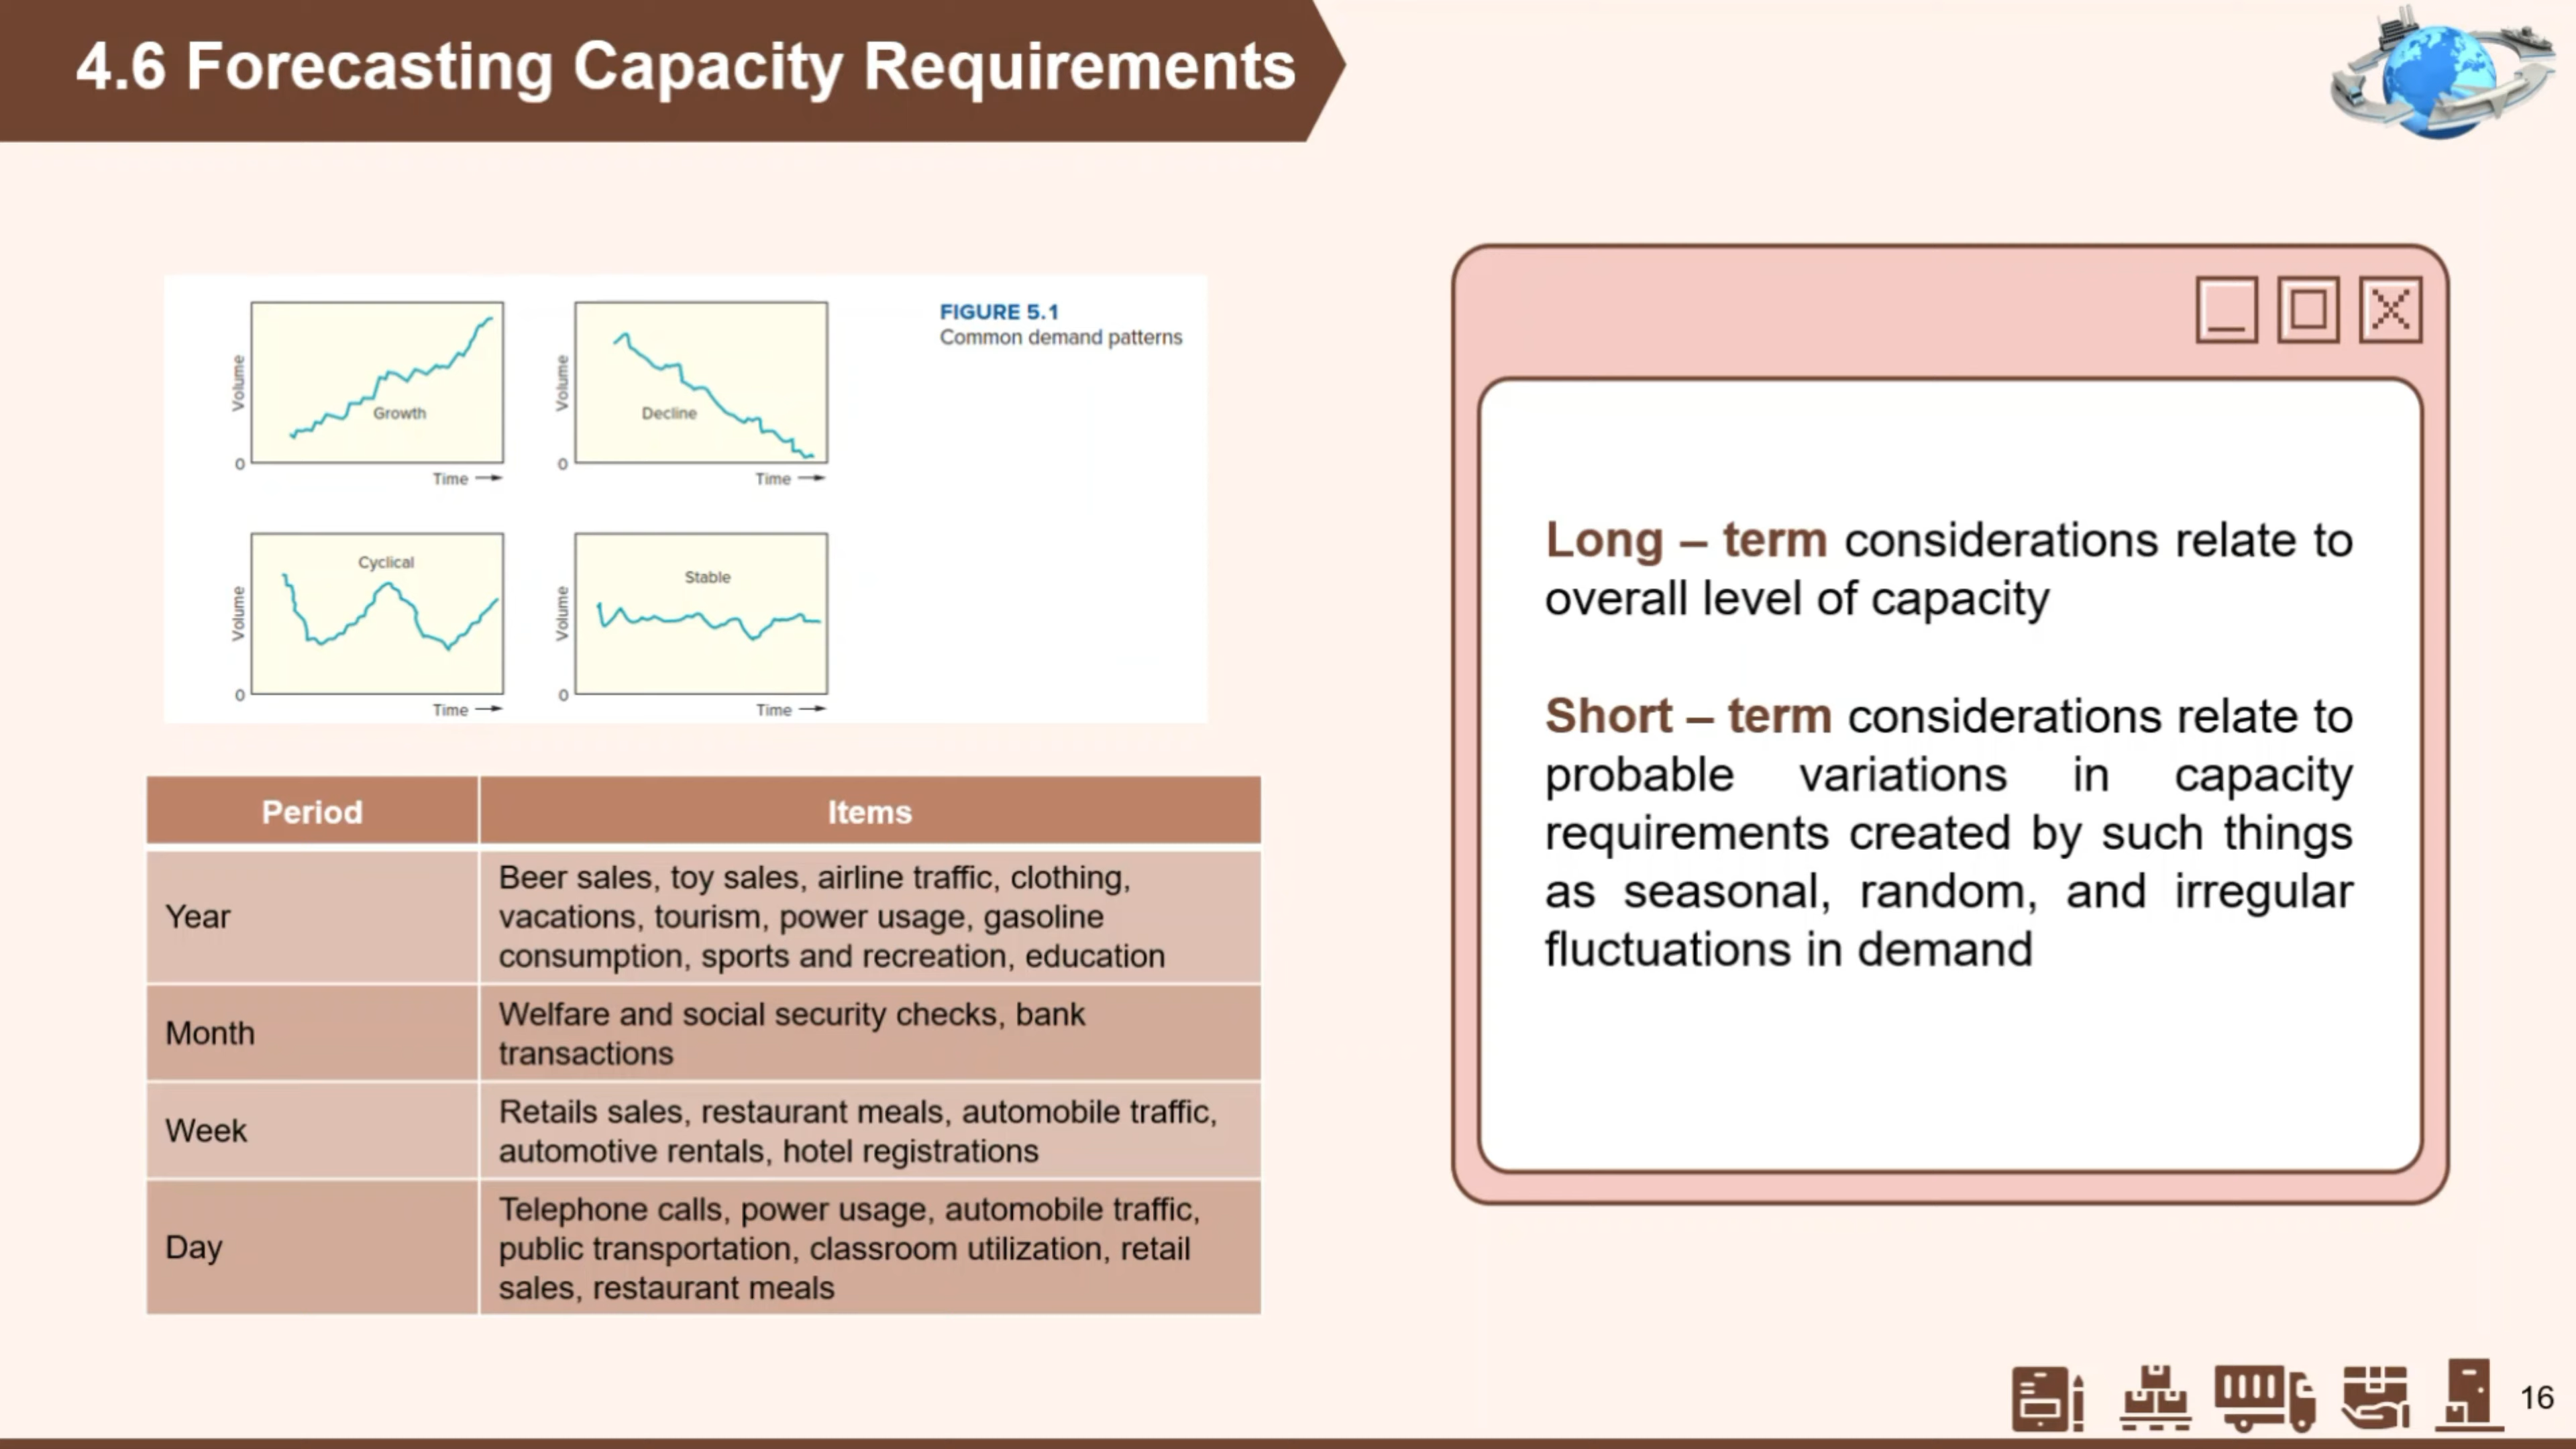 4.6 Forecasting Capacity Requirements
FIGURE 5.1
Common demand patterns
Volume
Growth
0
Time
Volume
Decline
0
Time
Volume
Cyclical
0
Time
Volume
Stable
0
Time
Period
Items
Year
Beer sales, toy sales, airline traffic, clothing,
vacations, tourism, power usage, gasoline
consumption, sports and recreation, education
Month
Welfare and social security checks, bank
transactions
Week
Retails sales, restaurant meals, automobile traffic,
automotive rentals, hotel registrations
Day
Telephone calls, power usage, automobile traffic,
public transportation, classroom utilization, retail
sales, restaurant meals
Long – term considerations relate to
overall level of capacity
Short – term considerations relate to
probable variations in capacity
requirements created by such things
as seasonal, random, and irregular
fluctuations in demand
16